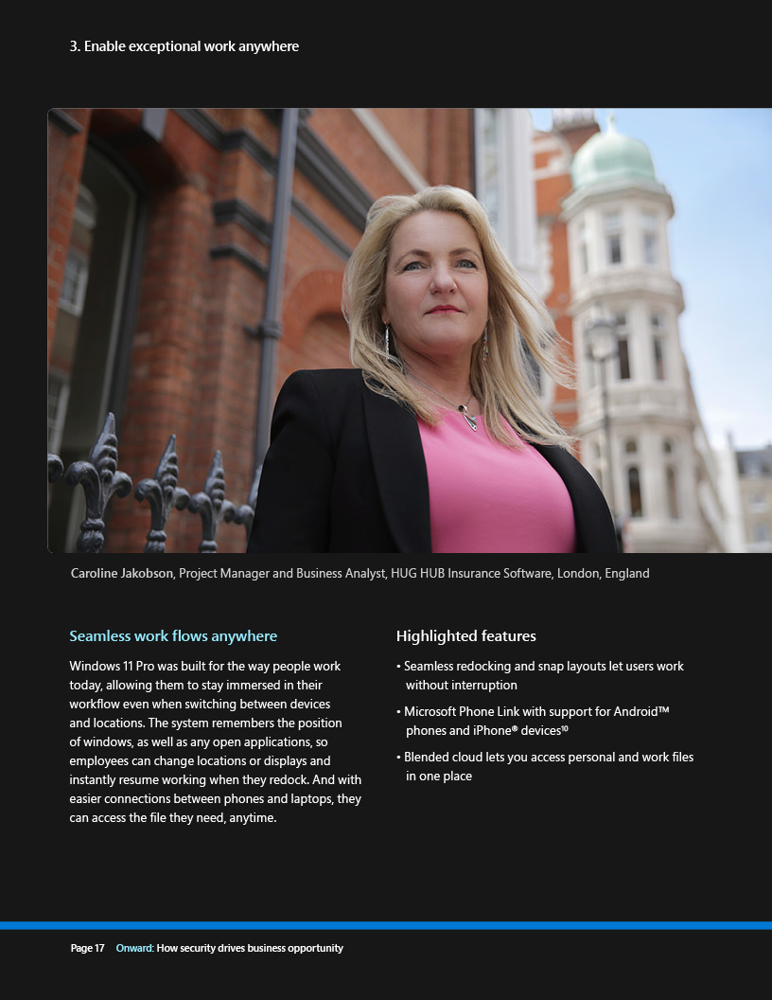 3. Enable exceptional work anywhere
Caroline Jakobson, Project Manager and Business Analyst, HUG HUB Insurance Software, London, England
Seamless work flows anywhere
Windows 11 Pro was built for the way people work
today, allowing them to stay immersed in their
workflow even when switching between devices
and locations. The system remembers the position
of windows, as well as any open applications, so
employees can change locations or displays and
instantly resume working when they redock. And with
easier connections between phones and laptops, they
can access the file they need, anytime.
Highlighted features
• Seamless redocking and snap layouts let users work
without interruption
• Microsoft Phone Link with support for Android™
phones and iPhone® devices¹⁰
• Blended cloud lets you access personal and work files
in one place
Page 17 Onward: How security drives business opportunity